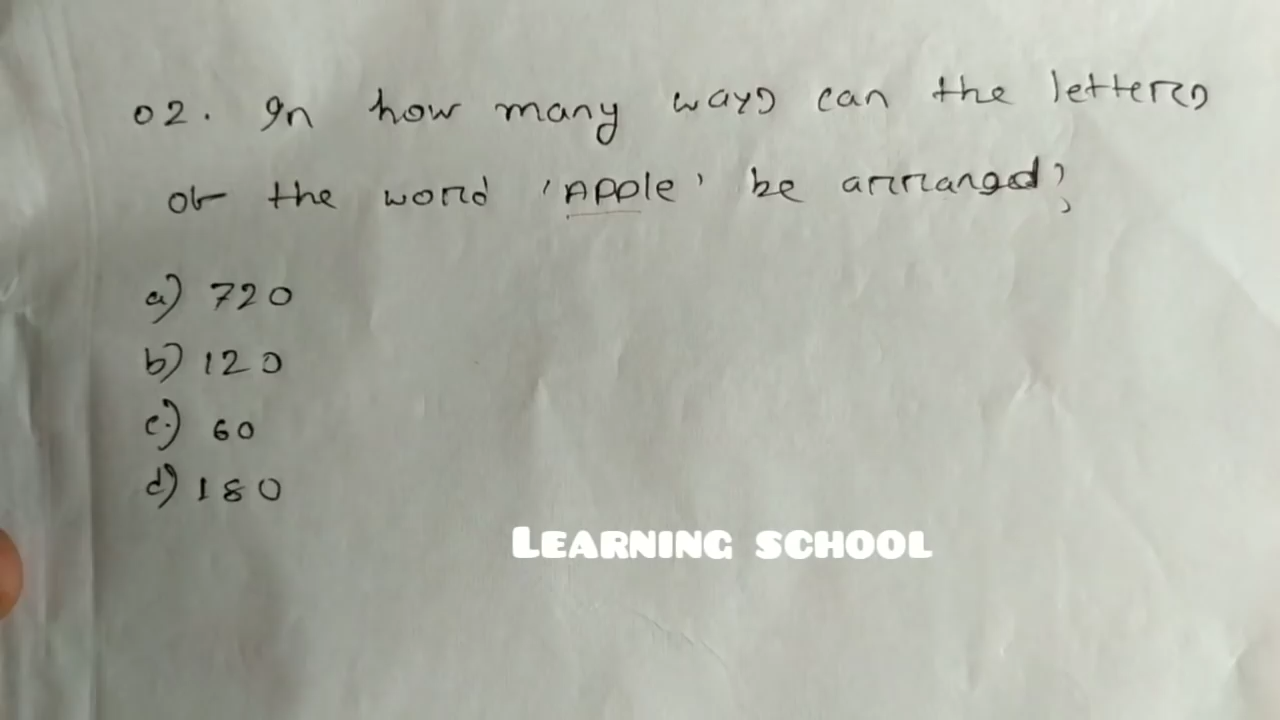 02. In how many ways can the letters
of the word 'APPle' be arranged?
a) 720
b) 120
c) 60
d) 180
LEARNING SCHOOL